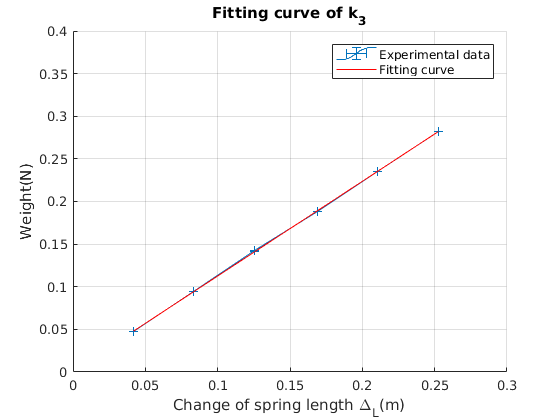 Fitting curve of k3
0.4
0.35
0.3
0.25
0.2
0.15
0.1
0.05
0
Weight(N)
Experimental data
Fitting curve
0 0.05 0.1 0.15 0.2 0.25 0.3
Change of spring length ΔL(m)